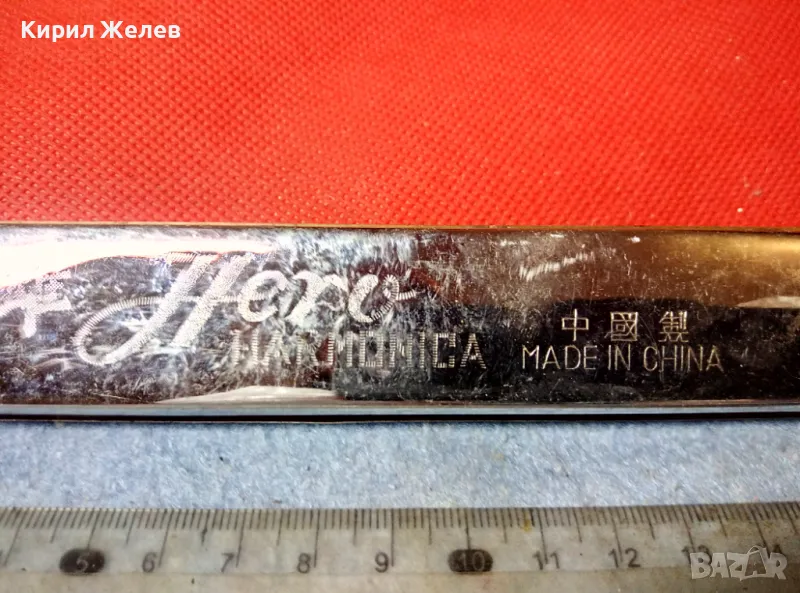 Кирил Желев
Hero
HARMONICA
中國製
MADE IN CHINA
5 6 7 8 9 10 11 12 13 14
BAZAR